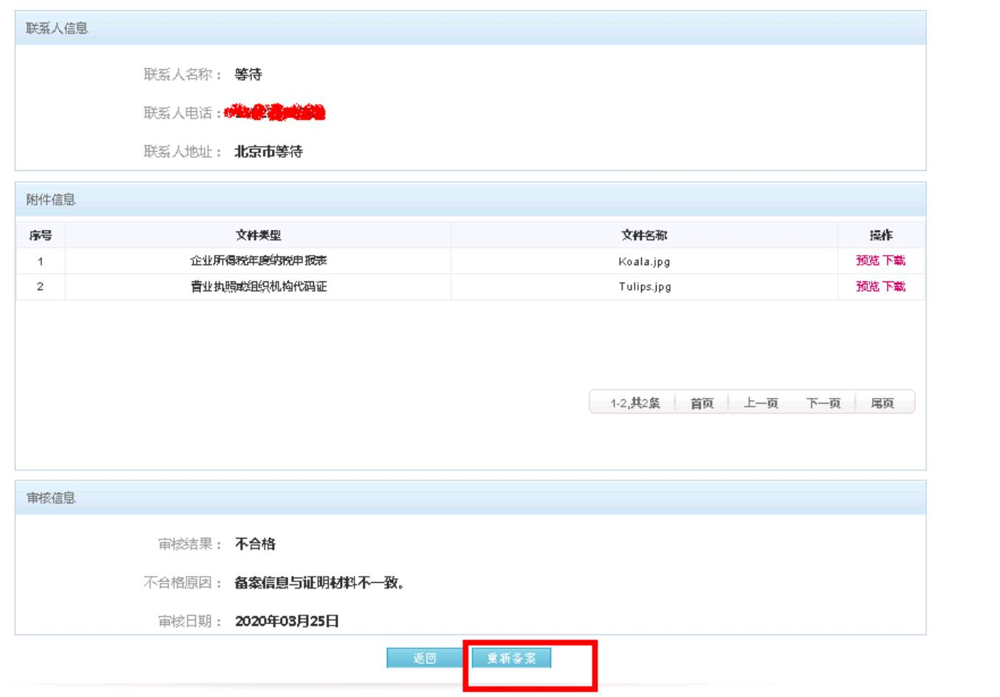 联系人信息
联系人名称： 等待
联系人电话：
联系人地址： 北京市等待
附件信息
序号 文件类型 文件名称 操作
1 企业所得税年度纳税申报表 Koala.jpg 预览 下载
2 营业执照或组织机构代码证 Tulips.jpg 预览 下载
1-2,共2条 首页 上一页 下一页 尾页
审核信息
审核结果： 不合格
不合格原因： 备案信息与证明材料不一致。
审核日期： 2020年03月25日
返回 重新备案